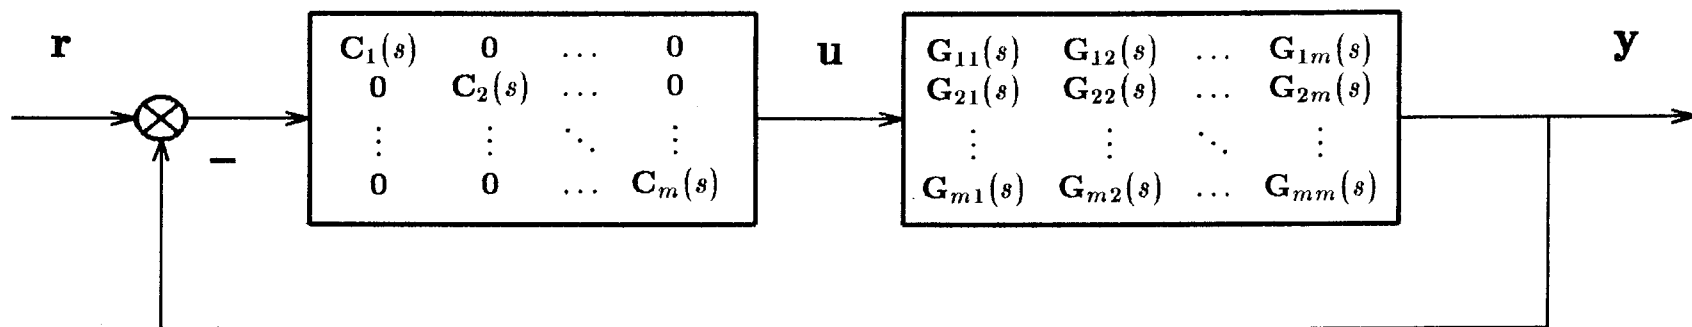 r
C₁(s) 0 … 0
0 C₂(s) … 0
⋮ ⋮ ⋱ ⋮
0 0 … Cₘ(s)
u
G₁₁(s) G₁₂(s) … G₁ₘ(s)
G₂₁(s) G₂₂(s) … G₂ₘ(s)
⋮ ⋮ ⋱ ⋮
Gₘ₁(s) Gₘ₂(s) … Gₘₘ(s)
y
−